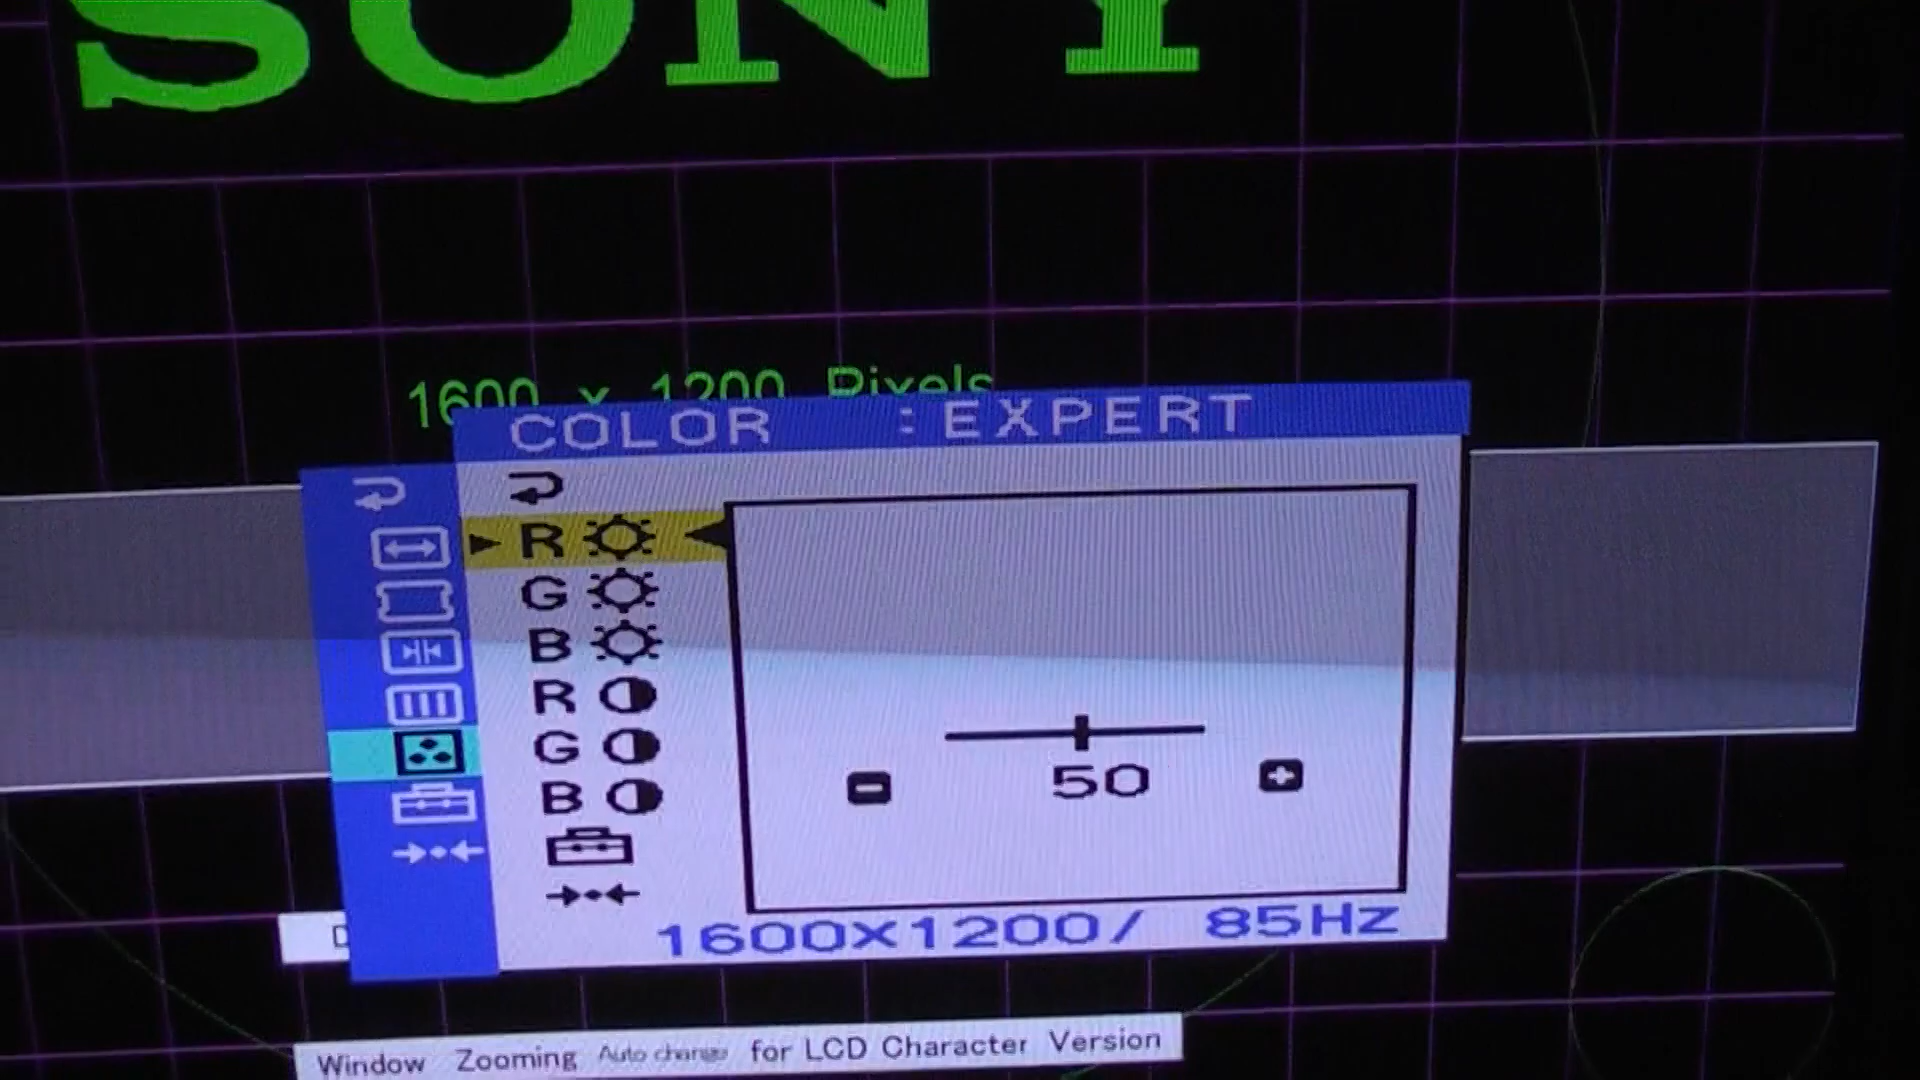 SONY
1600 x 1200 Pixels
COLOR : EXPERT
R
G
B
R
G
B
50
1600X1200/ 85Hz
D
Window Zooming Auto change for LCD Character Version